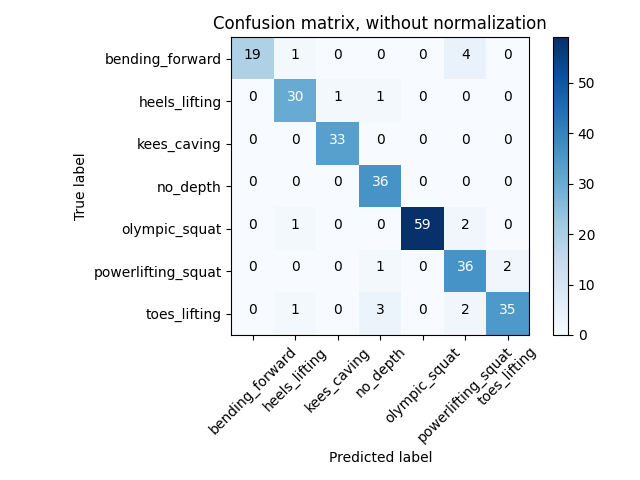 Confusion matrix, without normalization
bending_forward 19 1 0 0 0 4 0
heels_lifting 0 30 1 1 0 0 0
kees_caving 0 0 33 0 0 0 0
no_depth 0 0 0 36 0 0 0
olympic_squat 0 1 0 0 59 2 0
powerlifting_squat 0 0 0 1 0 36 2
toes_lifting 0 1 0 3 0 2 35
True label
bending_forward
heels_lifting
kees_caving
no_depth
olympic_squat
powerlifting_squat
toes_lifting
Predicted label
50
40
30
20
10
0